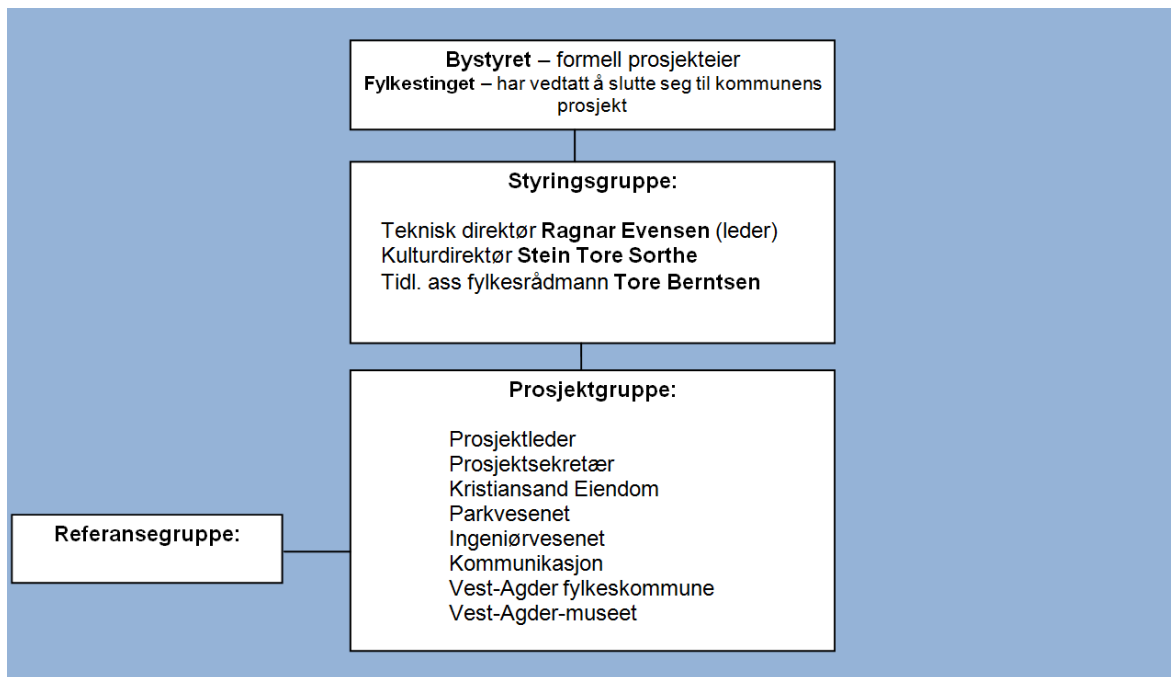 Bystyret – formell prosjekteier
Fylkestinget – har vedtatt å slutte seg til kommunens
prosjekt
Styringsgruppe:
Teknisk direktør Ragnar Evensen (leder)
Kulturdirektør Stein Tore Sorthe
Tidl. ass fylkesrådmann Tore Berntsen
Prosjektgruppe:
Prosjektleder
Prosjektsekretær
Kristiansand Eiendom
Parkvesenet
Ingeniørvesenet
Kommunikasjon
Vest-Agder fylkeskommune
Vest-Agder-museet
Referansegruppe: